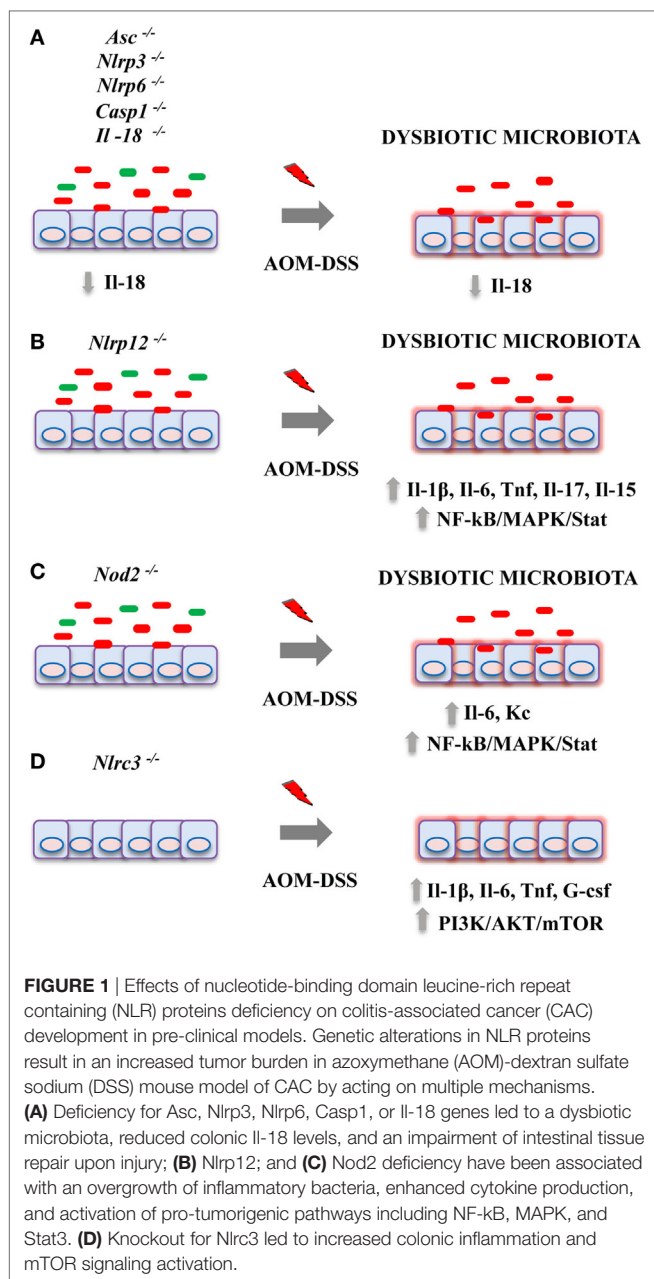 A
Asc -/-
Nlrp3 -/-
Nlrp6 -/-
Casp1 -/-
Il -18 -/-
DYSBIOTIC MICROBIOTA
AOM-DSS
Il-18
Il-18
B
Nlrp12 -/-
DYSBIOTIC MICROBIOTA
AOM-DSS
Il-1β, Il-6, Tnf, Il-17, Il-15
NF-kB/MAPK/Stat
C
Nod2 -/-
DYSBIOTIC MICROBIOTA
AOM-DSS
Il-6, Kc
NF-kB/MAPK/Stat
D
Nlrc3 -/-
AOM-DSS
Il-1β, Il-6, Tnf, G-csf
PI3K/AKT/mTOR
FIGURE 1 | Effects of nucleotide-binding domain leucine-rich repeat
containing (NLR) proteins deficiency on colitis-associated cancer (CAC)
development in pre-clinical models. Genetic alterations in NLR proteins
result in an increased tumor burden in azoxymethane (AOM)-dextran sulfate
sodium (DSS) mouse model of CAC by acting on multiple mechanisms.
(A) Deficiency for Asc, Nlrp3, Nlrp6, Casp1, or Il-18 genes led to a dysbiotic
microbiota, reduced colonic Il-18 levels, and an impairment of intestinal tissue
repair upon injury; (B) Nlrp12; and (C) Nod2 deficiency have been associated
with an overgrowth of inflammatory bacteria, enhanced cytokine production,
and activation of pro-tumorigenic pathways including NF-kB, MAPK, and
Stat3. (D) Knockout for Nlrc3 led to increased colonic inflammation and
mTOR signaling activation.